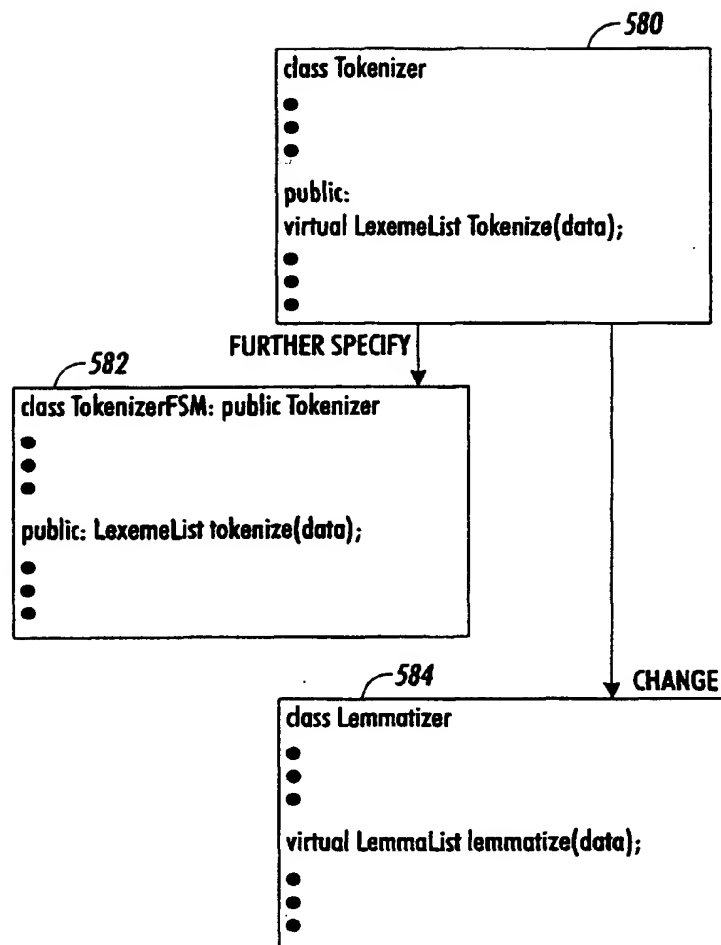 580
class Tokenizer
public:
virtual LexemeList Tokenize(data);
FURTHER SPECIFY
582
class TokenizerFSM: public Tokenizer
public: LexemeList tokenize(data);
584
CHANGE
class Lemmatizer
virtual LemmaList lemmatize(data);